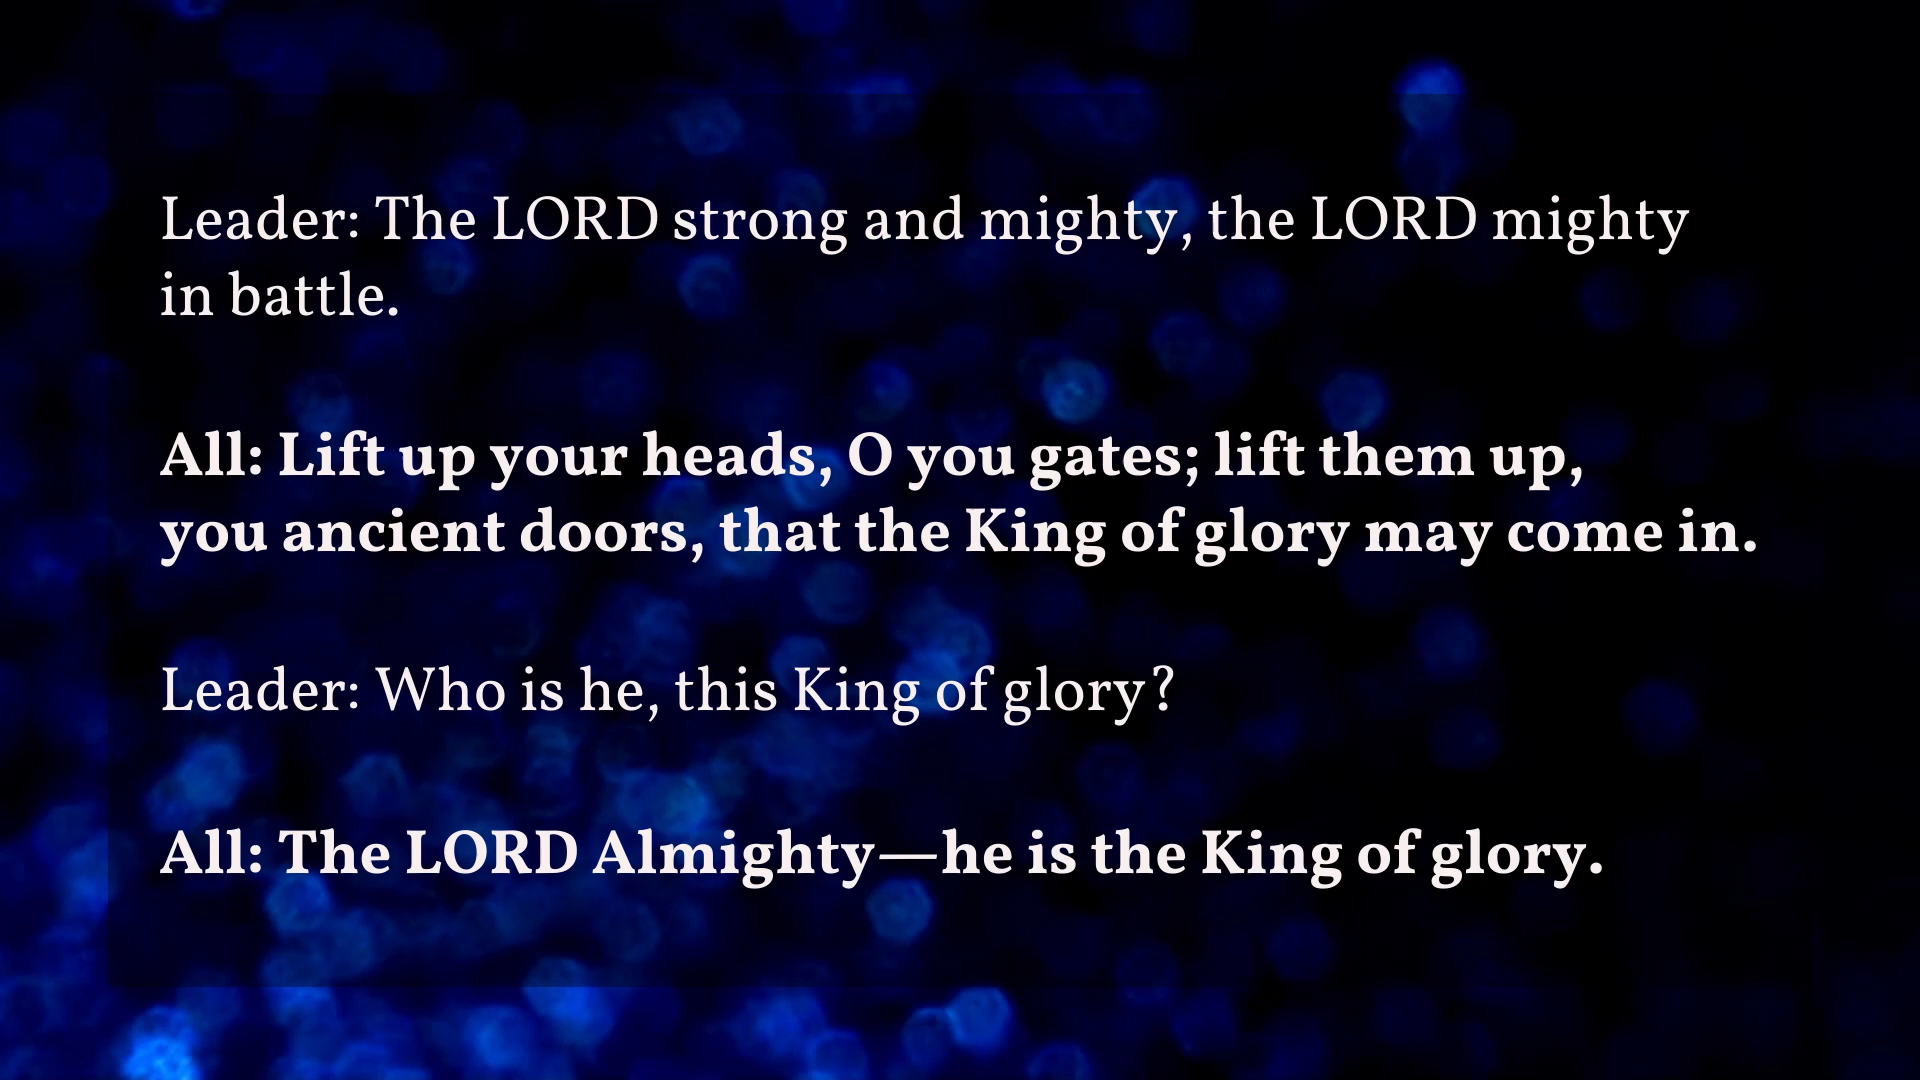 Leader: The LORD strong and mighty, the LORD mighty
in battle.
All: Lift up your heads, O you gates; lift them up,
you ancient doors, that the King of glory may come in.
Leader: Who is he, this King of glory?
All: The LORD Almighty—he is the King of glory.